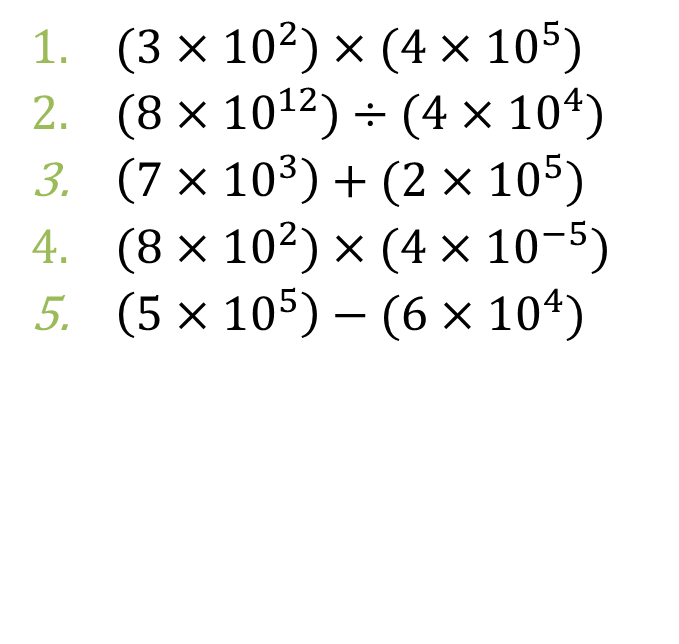 1. (3 × 10²) × (4 × 10⁵)
2. (8 × 10¹²) ÷ (4 × 10⁴)
3. (7 × 10³) + (2 × 10⁵)
4. (8 × 10²) × (4 × 10⁻⁵)
5. (5 × 10⁵) − (6 × 10⁴)